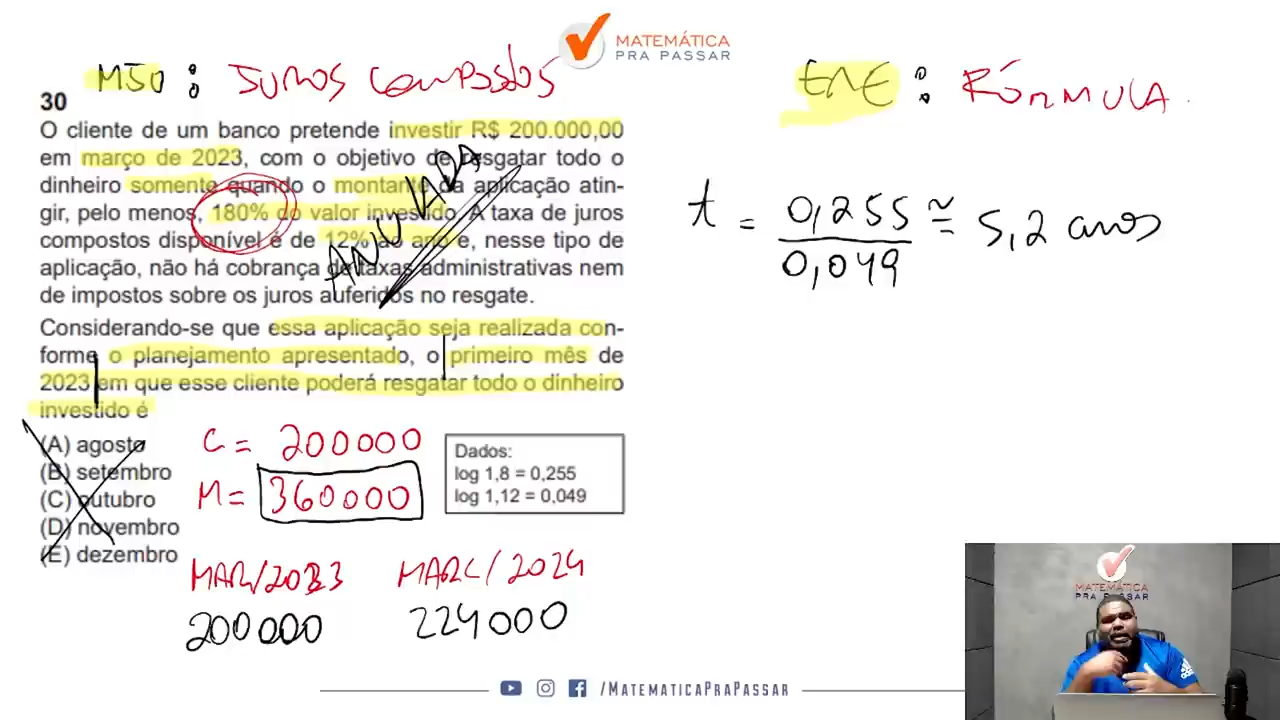 MATEMÁTICA
PRA PASSAR
MJO : JUROS COMPOSTOS
EME : FÓRMULA.
30
O cliente de um banco pretende investir R$ 200.000,00
em março de 2023, com o objetivo de resgatar todo o
dinheiro somente quando o montante da aplicação atin-
gir, pelo menos, 180% do valor investido. A taxa de juros
compostos disponível é de 12% ao ano e, nesse tipo de
aplicação, não há cobrança de taxas administrativas nem
de impostos sobre os juros auferidos no resgate.
Considerando-se que essa aplicação seja realizada con-
forme o planejamento apresentado, o primeiro mês de
2023 em que esse cliente poderá resgatar todo o dinheiro
investido é
ANULADA
(A) agosto
(B) setembro
(C) outubro
(D) novembro
(E) dezembro
C = 200000
M = 360000
Dados:
log 1,8 = 0,255
log 1,12 = 0,049
MAR/2023 MARÇ/2024
200000 224000
t = 0,255 ≅ 5,2 anos
0,049
MATEMÁTICA
PRA PASSAR
adidas
/MATEMATICAPRAPASSAR